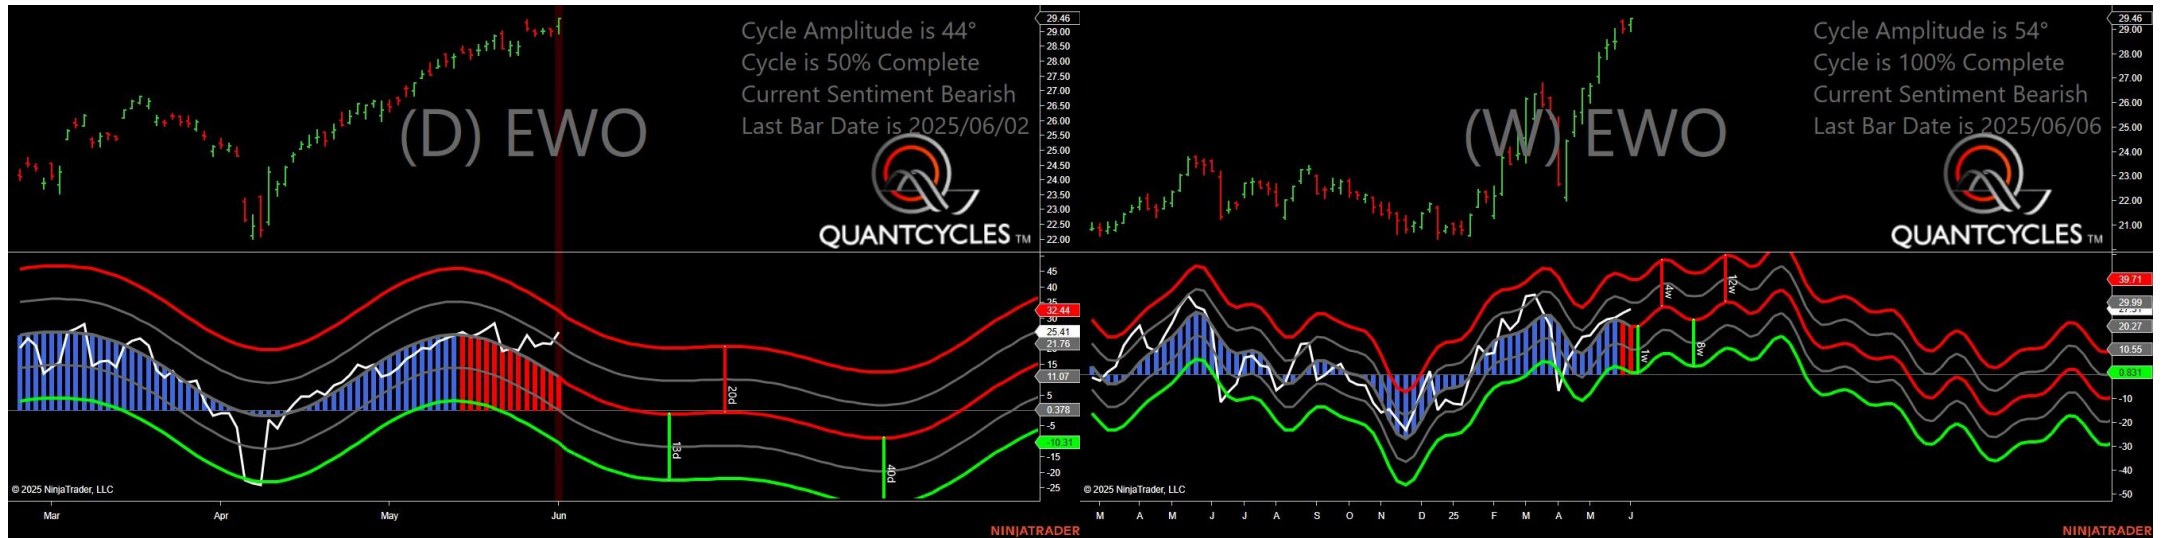 Cycle Amplitude is 44°
Cycle is 50% Complete
Current Sentiment Bearish
Last Bar Date is 2025/06/02
(D) EWO
QUANTCYCLES TM
29.46
29.00
28.50
28.00
27.50
27.00
26.50
26.00
25.50
25.00
24.50
24.00
23.50
23.00
22.50
22.00
45
40
35
32.44
30
25.41
21.76
15
11.07
5
0.378
-5
-10.31
-15
-20
-25
20d
13d
40d
© 2025 NinjaTrader, LLC
Mar Apr May Jun
NINJATRADER
Cycle Amplitude is 54°
Cycle is 100% Complete
Current Sentiment Bearish
Last Bar Date is 2025/06/06
(W) EWO
QUANTCYCLES TM
29.46
29.00
28.00
27.00
26.00
25.00
24.00
23.00
22.00
21.00
39.71
29.99
27.51
20.27
10.55
0.831
-10
-20
-30
-40
-50
4w
12w
1w
8w
© 2025 NinjaTrader, LLC
M A M J J A S O N D 25 F M A M J
NINJATRADER